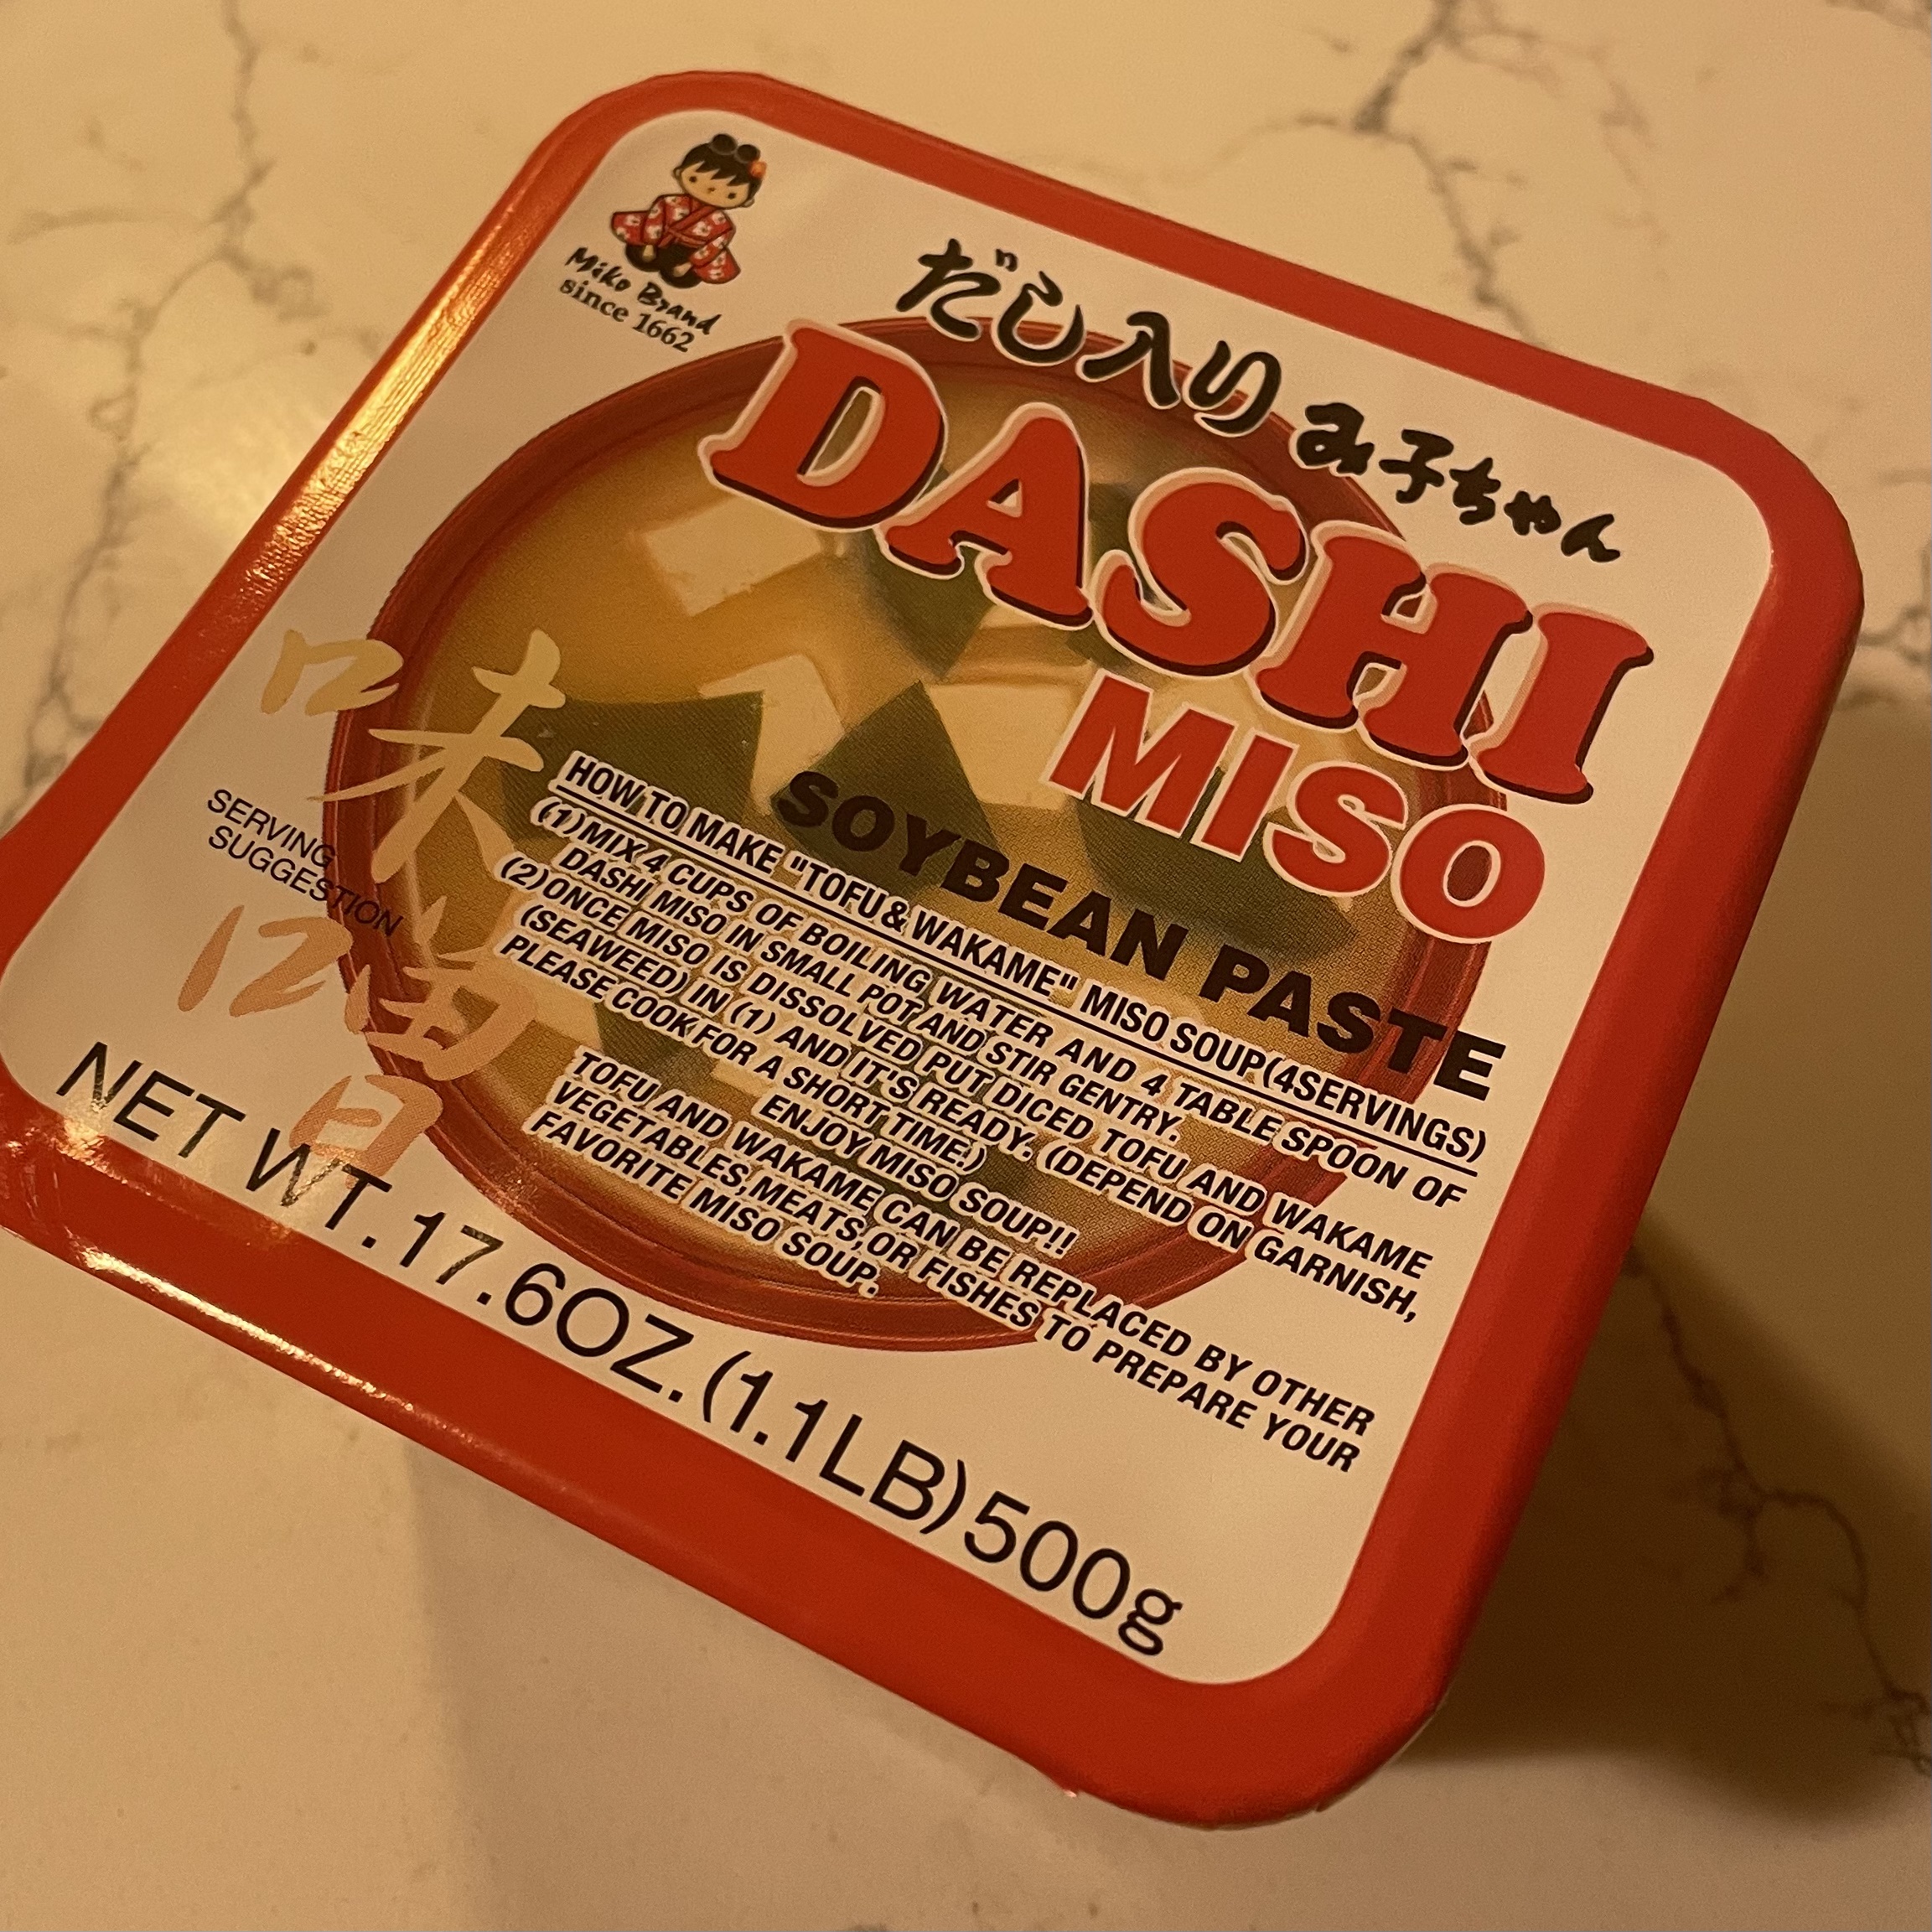 Miko Brand
since 1662
だし入り み子ちゃん
DASHI
MISO
SOYBEAN PASTE
味噌
SERVING
SUGGESTION
HOW TO MAKE "TOFU & WAKAME" MISO SOUP(4SERVINGS)
(1)MIX 4 CUPS OF BOILING WATER AND 4 TABLE SPOON OF
DASHI MISO IN SMALL POT AND STIR GENTRY.
(2)ONCE MISO IS DISSOLVED PUT DICED TOFU AND WAKAME
(SEAWEED) IN (1) AND IT'S READY. (DEPEND ON GARNISH,
PLEASE COOK FOR A SHORT TIME.)
ENJOY MISO SOUP!!
TOFU AND WAKAME CAN BE REPLACED BY OTHER
VEGETABLES,MEATS,OR FISHES TO PREPARE YOUR
FAVORITE MISO SOUP.
NET WT.17.6OZ.(1.1LB)500g